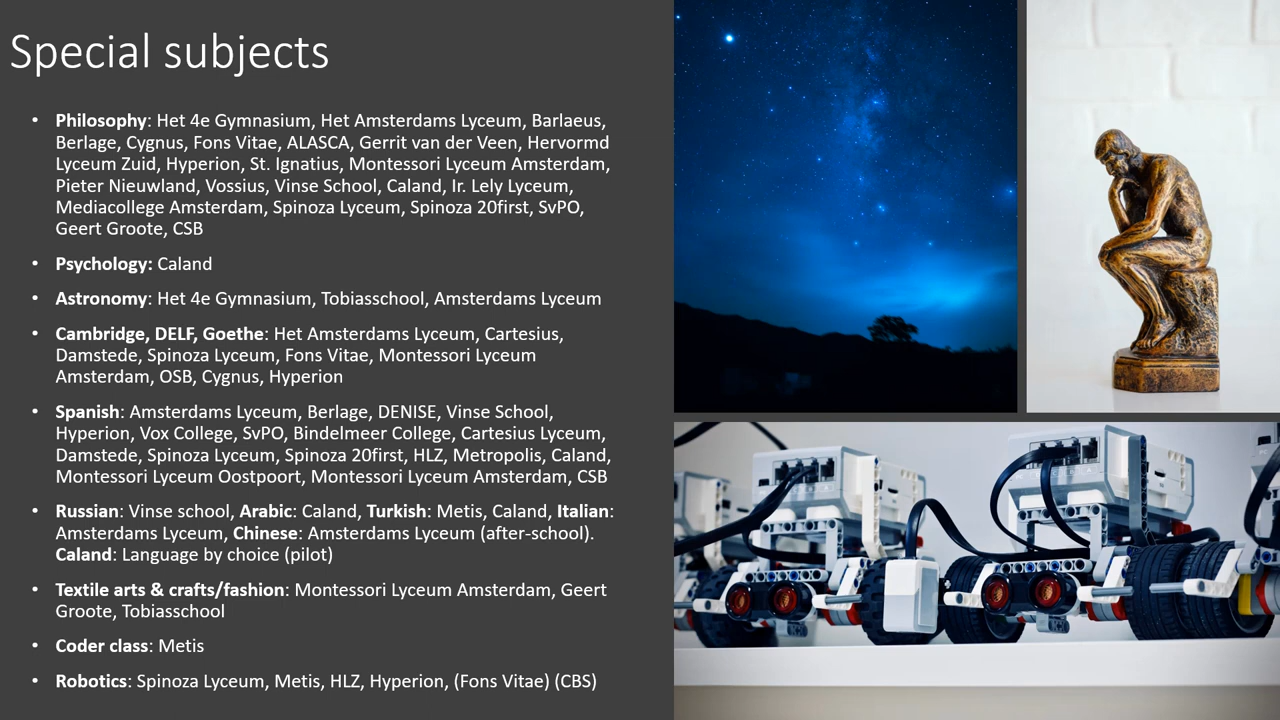 Special subjects
• Philosophy: Het 4e Gymnasium, Het Amsterdams Lyceum, Barlaeus,
Berlage, Cygnus, Fons Vitae, ALASCA, Gerrit van der Veen, Hervormd
Lyceum Zuid, Hyperion, St. Ignatius, Montessori Lyceum Amsterdam,
Pieter Nieuwland, Vossius, Vinse School, Caland, Ir. Lely Lyceum,
Mediacollege Amsterdam, Spinoza Lyceum, Spinoza 20first, SvPO,
Geert Groote, CSB
• Psychology: Caland
• Astronomy: Het 4e Gymnasium, Tobiasschool, Amsterdams Lyceum
• Cambridge, DELF, Goethe: Het Amsterdams Lyceum, Cartesius,
Damstede, Spinoza Lyceum, Fons Vitae, Montessori Lyceum
Amsterdam, OSB, Cygnus, Hyperion
• Spanish: Amsterdams Lyceum, Berlage, DENISE, Vinse School,
Hyperion, Vox College, SvPO, Bindelmeer College, Cartesius Lyceum,
Damstede, Spinoza Lyceum, Spinoza 20first, HLZ, Metropolis, Caland,
Montessori Lyceum Oostpoort, Montessori Lyceum Amsterdam, CSB
• Russian: Vinse school, Arabic: Caland, Turkish: Metis, Caland, Italian:
Amsterdams Lyceum, Chinese: Amsterdams Lyceum (after-school).
Caland: Language by choice (pilot)
• Textile arts & crafts/fashion: Montessori Lyceum Amsterdam, Geert
Groote, Tobiasschool
• Coder class: Metis
• Robotics: Spinoza Lyceum, Metis, HLZ, Hyperion, (Fons Vitae) (CBS)